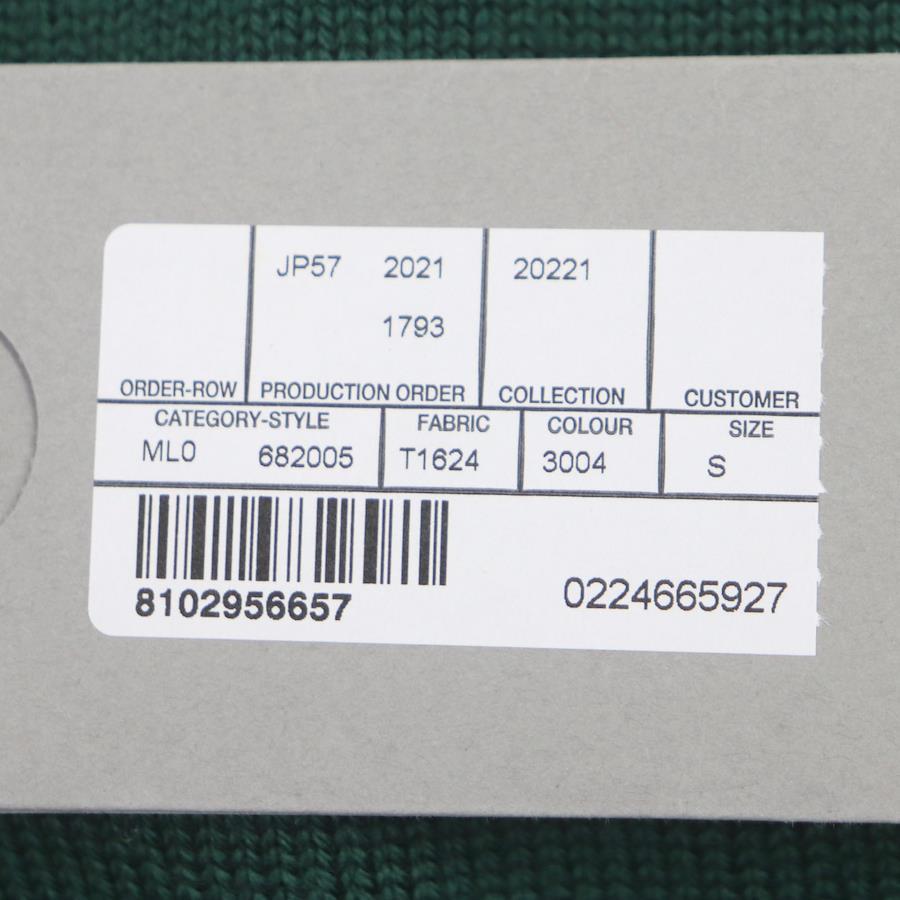 JP57 2021 20221
1793
ORDER-ROW PRODUCTION ORDER COLLECTION CUSTOMER
CATEGORY-STYLE FABRIC COLOUR SIZE
ML0 682005 T1624 3004 S
8102956657 0224665927